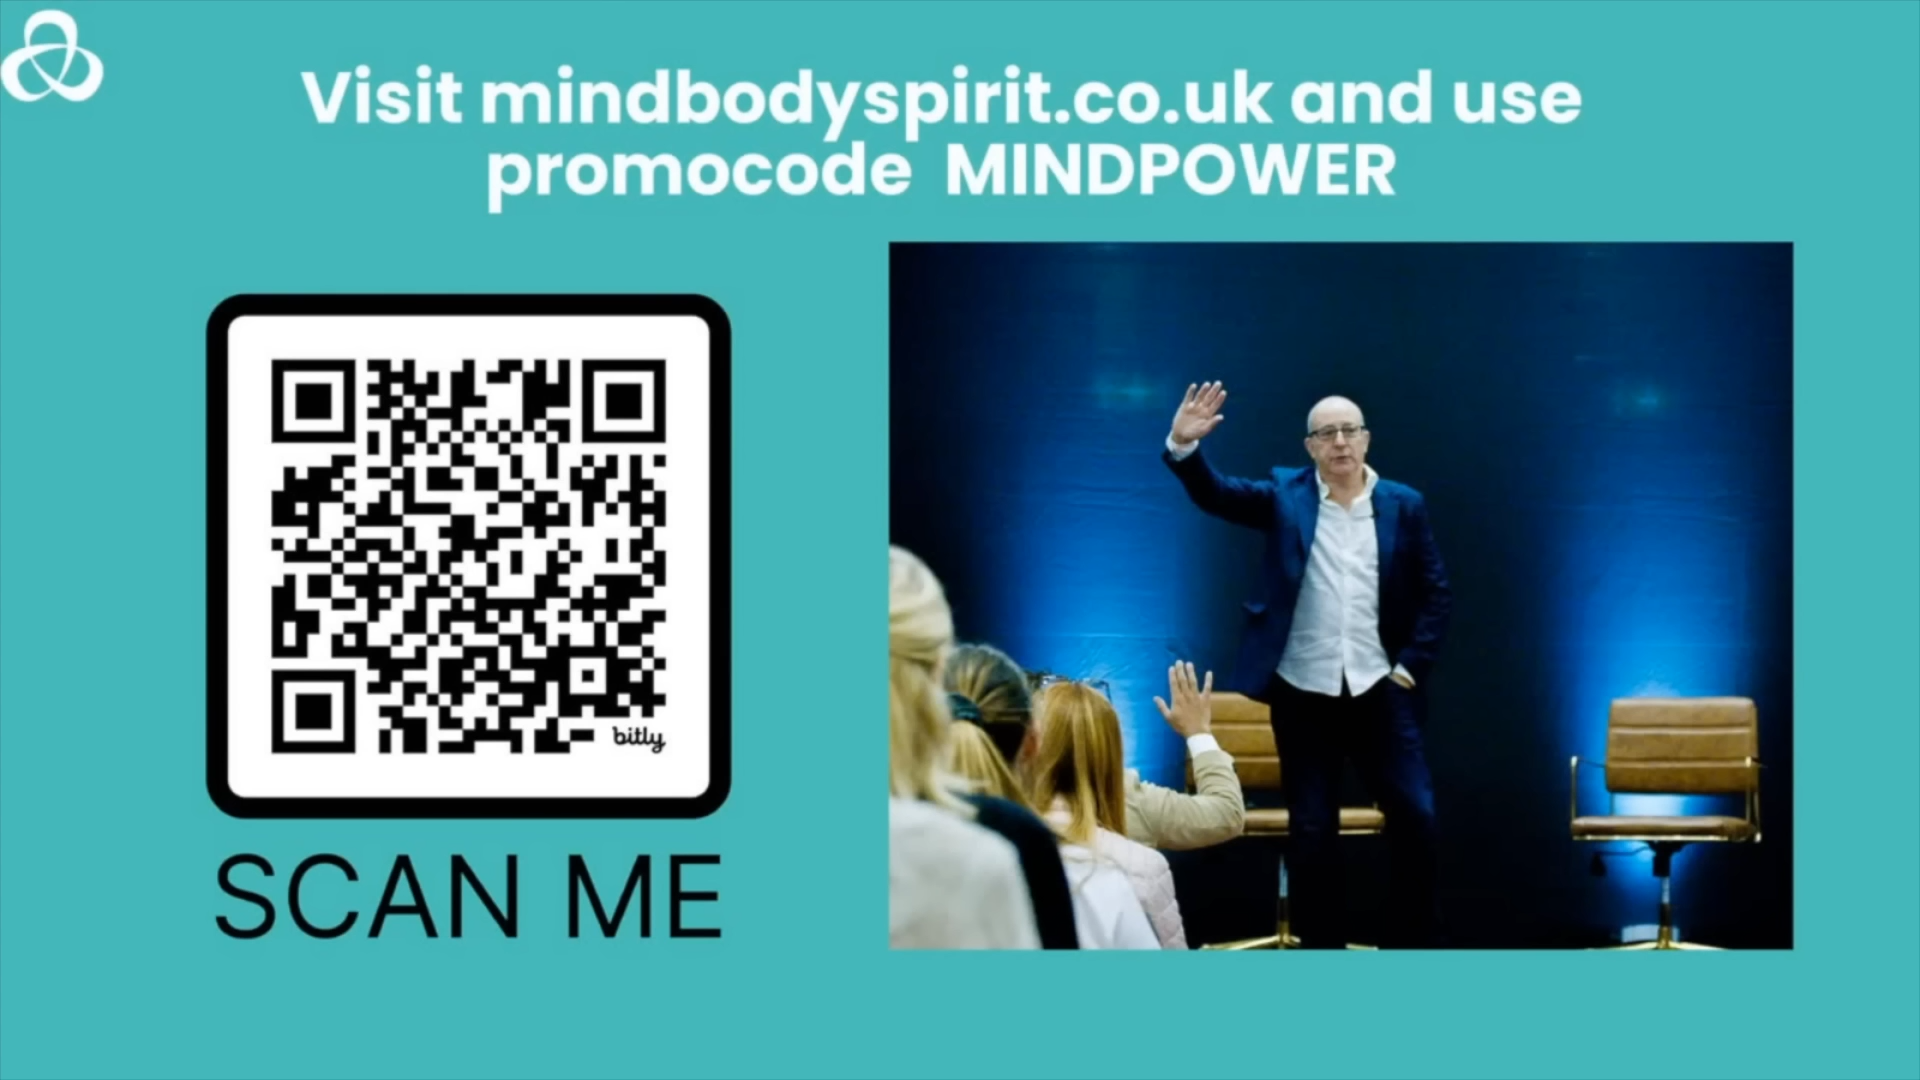 Visit mindbodyspirit.co.uk and use
promocode MINDPOWER
bitly
SCAN ME